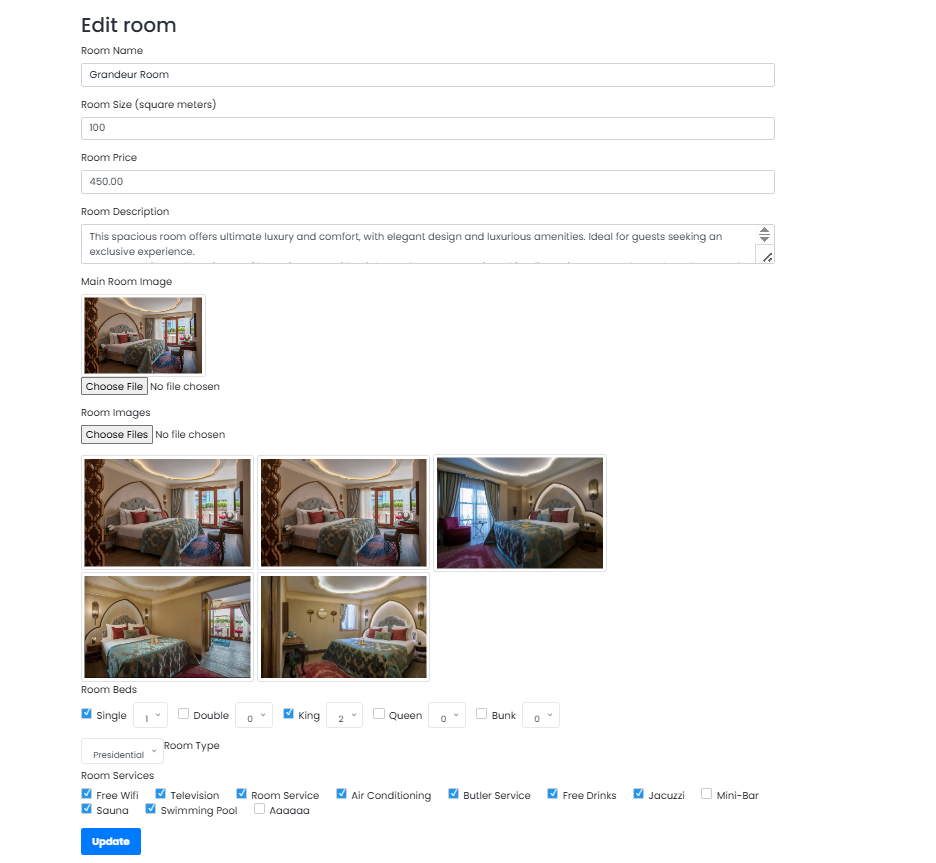 Edit room
Room Name
Grandeur Room
Room Size (square meters)
100
Room Price
450.00
Room Description
This spacious room offers ultimate luxury and comfort, with elegant design and luxurious amenities. Ideal for guests seeking an
exclusive experience.
Main Room Image
Choose File No file chosen
Room Images
Choose Files No file chosen
Room Beds
Single 1 Double 0 King 2 Queen 0 Bunk 0
Presidential Room Type
Room Services
Free Wifi Television Room Service Air Conditioning Butler Service Free Drinks Jacuzzi Mini-Bar
Sauna Swimming Pool Aaaaaa
Update